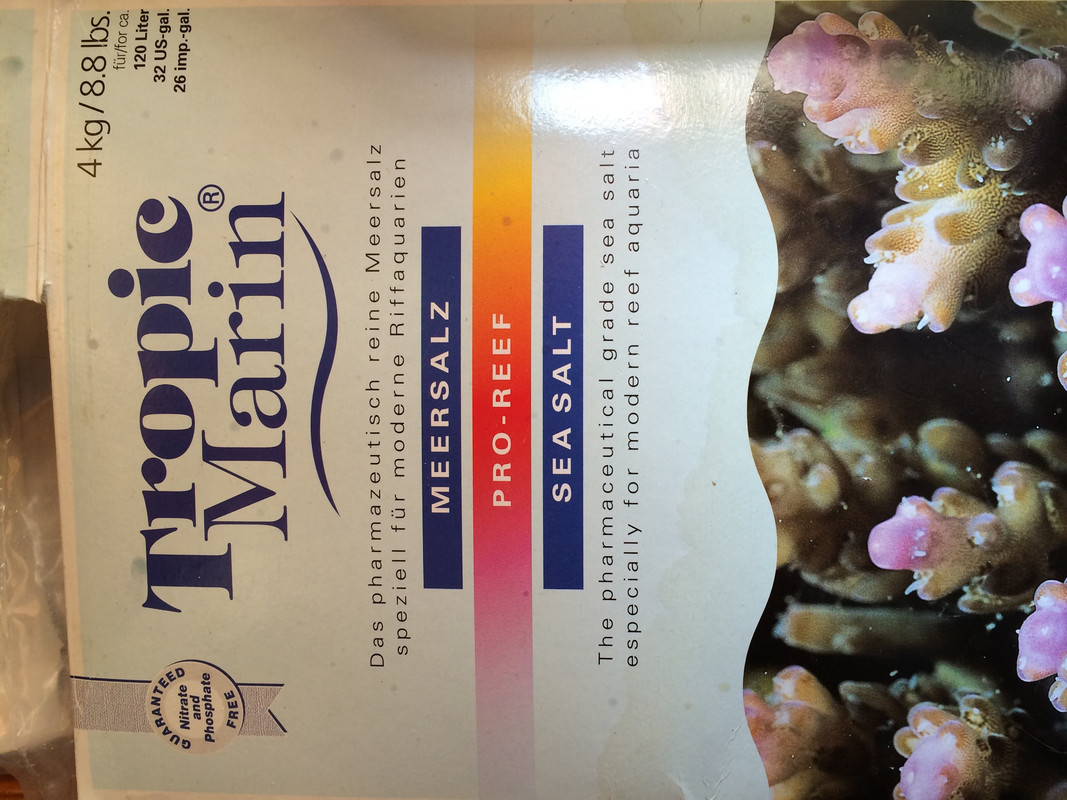 GUARANTEED
Nitrate
and
Phosphate
FREE
Tropic
Marin®
4 kg / 8.8 lbs.
für/for ca.
120 Liter
32 US-gal.
26 imp.-gal.
Das pharmazeutisch reine Meersalz
speziell für moderne Riffaquarien
MEERSALZ
PRO-REEF
SEA SALT
The pharmaceutical grade sea salt
especially for modern reef aquaria